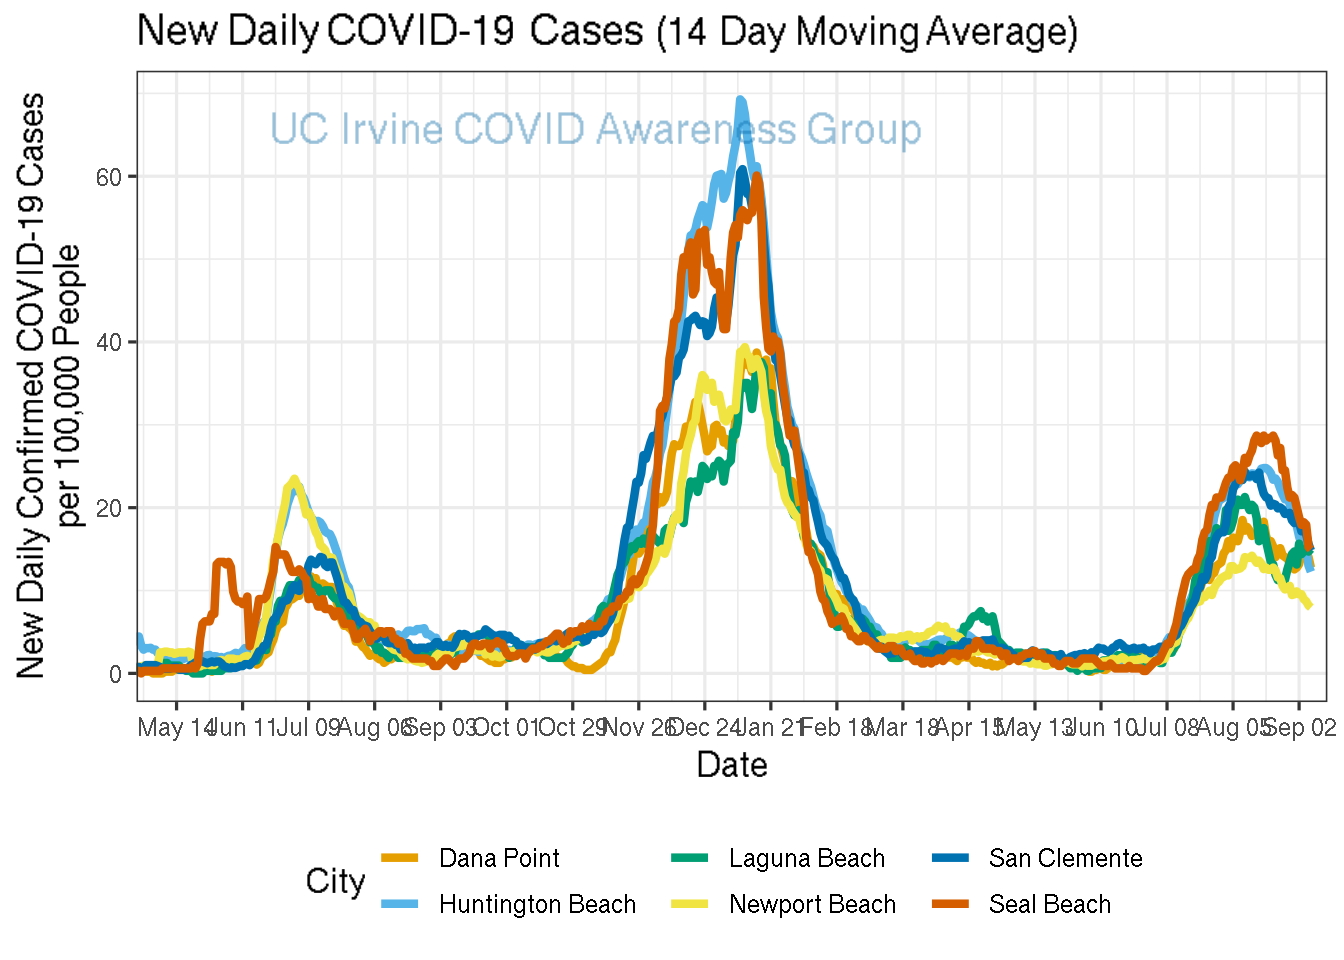 New Daily COVID-19 Cases (14 Day Moving Average)
UC Irvine COVID Awareness Group
New Daily Confirmed COVID-19 Cases
per 100,000 People
60
40
20
0
May 14 Jun 11 Jul 09 Aug 06 Sep 03 Oct 01 Oct 29 Nov 26 Dec 24 Jan 21 Feb 18 Mar 18 Apr 15 May 13 Jun 10 Jul 08 Aug 05 Sep 02
Date
City
Dana Point Laguna Beach San Clemente
Huntington Beach Newport Beach Seal Beach